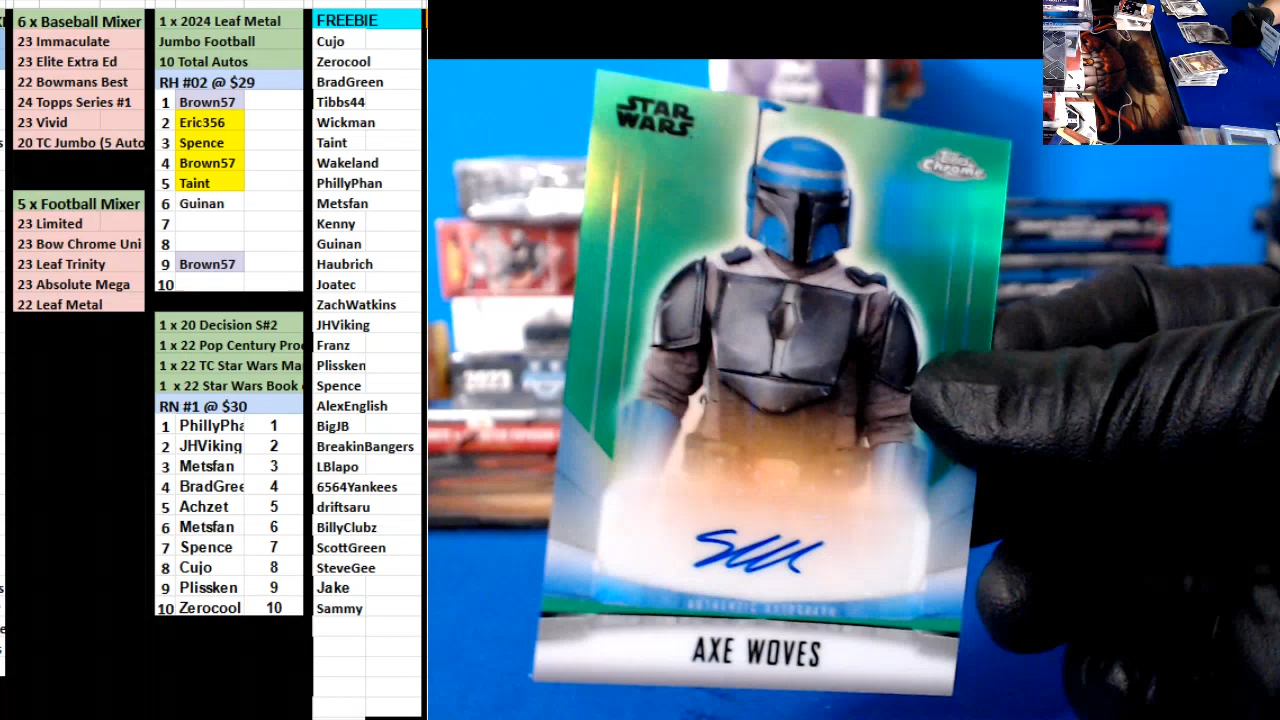 6 x Baseball Mixer
23 Immaculate
23 Elite Extra Ed
22 Bowmans Best
24 Topps Series #1
23 Vivid
20 TC Jumbo (5 Auto
5 x Football Mixer
23 Limited
23 Bow Chrome Uni
23 Leaf Trinity
23 Absolute Mega
22 Leaf Metal
1 x 2024 Leaf Metal
Jumbo Football
10 Total Autos
RH #02 @ $29
1 Brown57
2 Eric356
3 Spence
4 Brown57
5 Taint
6 Guinan
7
8
9 Brown57
10
1 x 20 Decision S#2
1 x 22 Pop Century Pro
1 x 22 TC Star Wars Ma
1 x 22 Star Wars Book
RN #1 @ $30
1 PhillyPha 1
2 JHViking 2
3 Metsfan 3
4 BradGree 4
5 Achzet 5
6 Metsfan 6
7 Spence 7
8 Cujo 8
9 Plissken 9
10 Zerocool 10
FREEBIE
Cujo
Zerocool
BradGreen
Tibbs44
Wickman
Taint
Wakeland
PhillyPhan
Metsfan
Kenny
Guinan
Haubrich
Joatec
ZachWatkins
JHViking
Franz
Plissken
Spence
AlexEnglish
BigJB
BreakinBangers
LBlapo
6564Yankees
driftsaru
BillyClubz
ScottGreen
SteveGee
Jake
Sammy
STAR
WARS
Topps
Chrome
AUTHENTIC AUTOGRAPH
AXE WOVES
2023